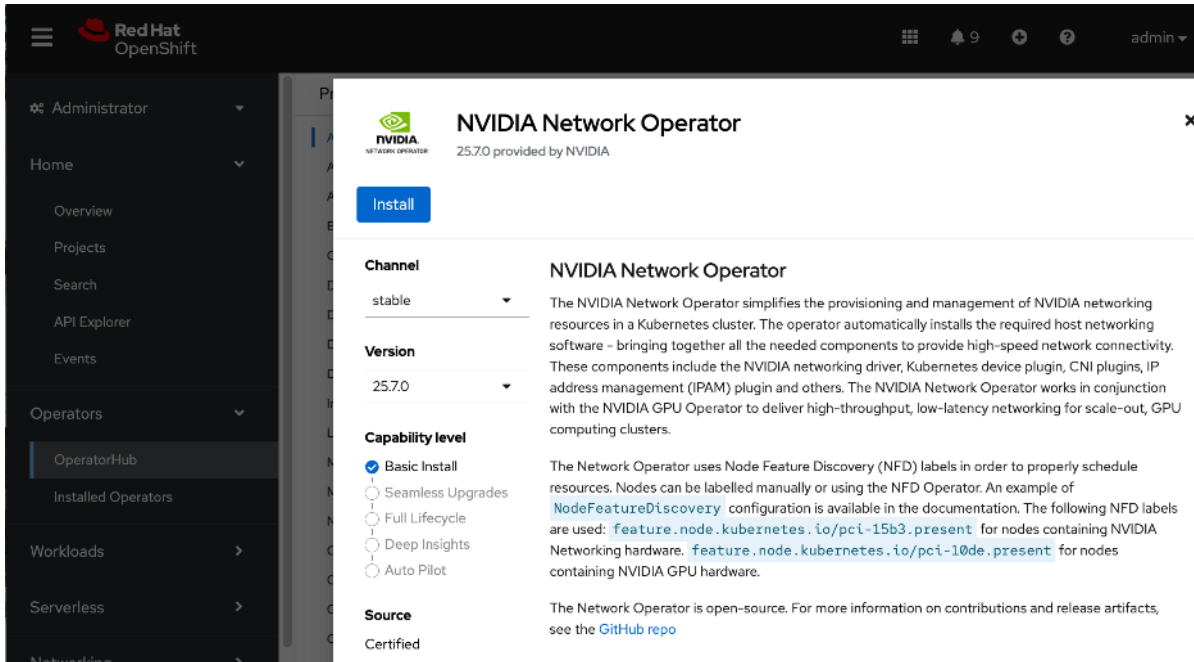 Red Hat
OpenShift
9
admin
Administrator
Home
Overview
Projects
Search
API Explorer
Events
Operators
OperatorHub
Installed Operators
Workloads
Serverless
Networking
Pr
NVIDIA
NETWORK OPERATOR
NVIDIA Network Operator
25.7.0 provided by NVIDIA
Install
Channel
stable
Version
25.7.0
Capability level
Basic Install
Seamless Upgrades
Full Lifecycle
Deep Insights
Auto Pilot
Source
Certified
NVIDIA Network Operator
The NVIDIA Network Operator simplifies the provisioning and management of NVIDIA networking
resources in a Kubernetes cluster. The operator automatically installs the required host networking
software - bringing together all the needed components to provide high-speed network connectivity.
These components include the NVIDIA networking driver, Kubernetes device plugin, CNI plugins, IP
address management (IPAM) plugin and others. The NVIDIA Network Operator works in conjunction
with the NVIDIA GPU Operator to deliver high-throughput, low-latency networking for scale-out, GPU
computing clusters.
The Network Operator uses Node Feature Discovery (NFD) labels in order to properly schedule
resources. Nodes can be labelled manually or using the NFD Operator. An example of
NodeFeatureDiscovery configuration is available in the documentation. The following NFD labels
are used: feature.node.kubernetes.io/pci-15b3.present for nodes containing NVIDIA
Networking hardware. feature.node.kubernetes.io/pci-10de.present for nodes
containing NVIDIA GPU hardware.
The Network Operator is open-source. For more information on contributions and release artifacts,
see the GitHub repo